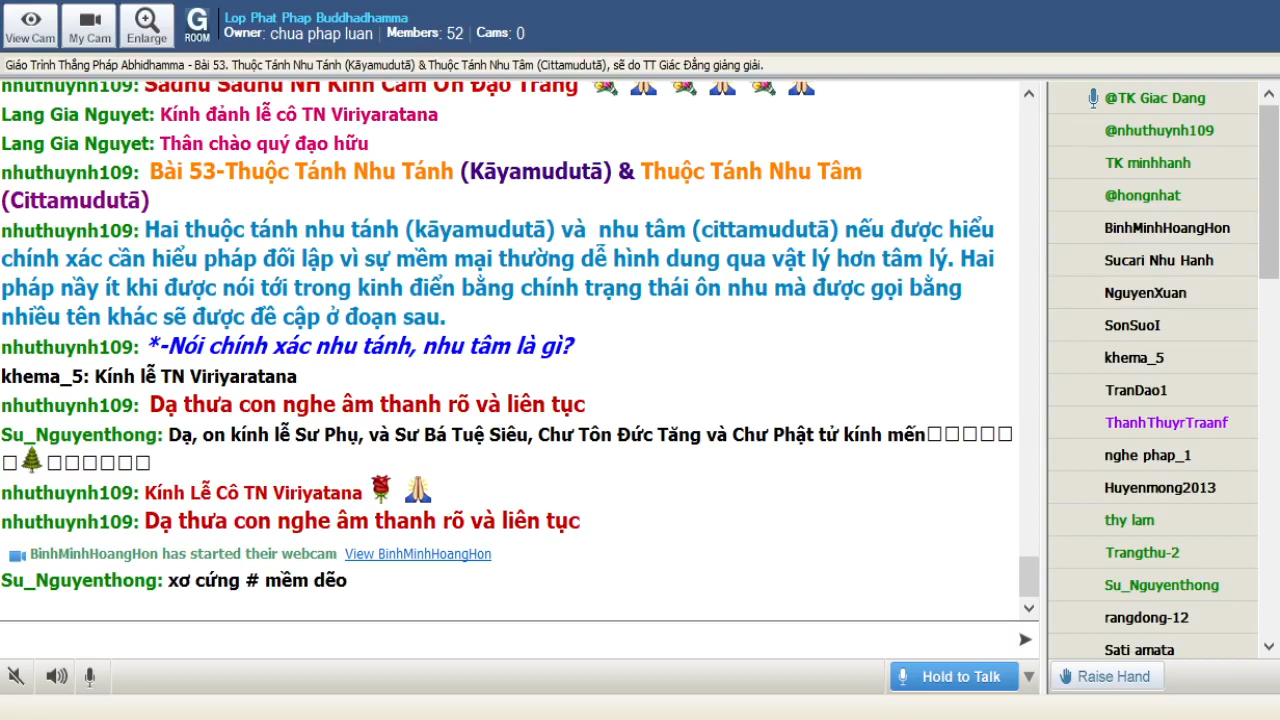 View Cam
My Cam
Enlarge
G
ROOM
Lop Phat Phap Buddhadhamma
Owner: chua phap luan | Members: 52 | Cams: 0
Giáo Trình Thắng Pháp Abhidhamma - Bài 53. Thuộc Tánh Nhu Tánh (Kāyamudutā) & Thuộc Tánh Nhu Tâm (Cittamudutā), sẽ do TT Giác Đẳng giảng giải.
nhuthuynh109: Sadhu Sadhu NH Kính Cám Ơn Đạo Tràng
Lang Gia Nguyet: Kính đảnh lễ cô TN Viriyaratana
Lang Gia Nguyet: Thân chào quý đạo hữu
nhuthuynh109: Bài 53-Thuộc Tánh Nhu Tánh (Kāyamudutā) & Thuộc Tánh Nhu Tâm
(Cittamudutā)
nhuthuynh109: Hai thuộc tánh nhu tánh (kāyamudutā) và nhu tâm (cittamudutā) nếu được hiểu
chính xác cần hiểu pháp đối lập vì sự mềm mại thường dễ hình dung qua vật lý hơn tâm lý. Hai
pháp nầy ít khi được nói tới trong kinh điển bằng chính trạng thái ôn nhu mà được gọi bằng
nhiều tên khác sẽ được đề cập ở đoạn sau.
nhuthuynh109: *-Nói chính xác nhu tánh, nhu tâm là gì?
khema_5: Kính lễ TN Viriyaratana
nhuthuynh109: Dạ thưa con nghe âm thanh rõ và liên tục
Su_Nguyenthong: Dạ, on kính lễ Sư Phụ, và Sư Bá Tuệ Siêu, Chư Tôn Đức Tăng và Chư Phật tử kính mến
nhuthuynh109: Kính Lễ Cô TN Viriyatana
nhuthuynh109: Dạ thưa con nghe âm thanh rõ và liên tục
BinhMinhHoangHon has started their webcam View BinhMinhHoangHon
Su_Nguyenthong: xơ cứng # mềm dẽo
Hold to Talk
@TK Giac Dang
@nhuthuynh109
TK minhhanh
@hongnhat
BinhMinhHoangHon
Sucari Nhu Hanh
NguyenXuan
SonSuoI
khema_5
TranDao1
ThanhThuyrTraanf
nghe phap_1
Huyenmong2013
thy lam
Trangthu-2
Su_Nguyenthong
rangdong-12
Sati amata
Raise Hand